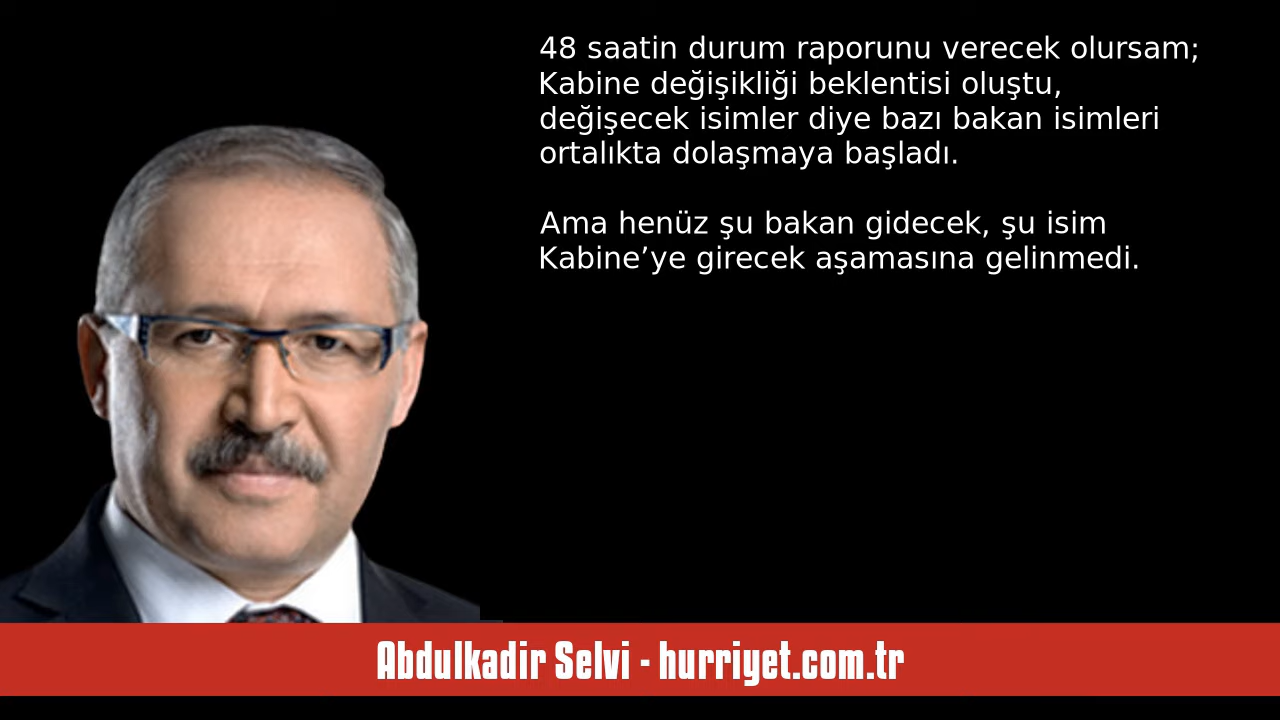 48 saatin durum raporunu verecek olursam;
Kabine değişikliği beklentisi oluştu,
değişecek isimler diye bazı bakan isimleri
ortalıkta dolaşmaya başladı.
Ama henüz şu bakan gidecek, şu isim
Kabine’ye girecek aşamasına gelinmedi.
Abdulkadir Selvi - hurriyet.com.tr